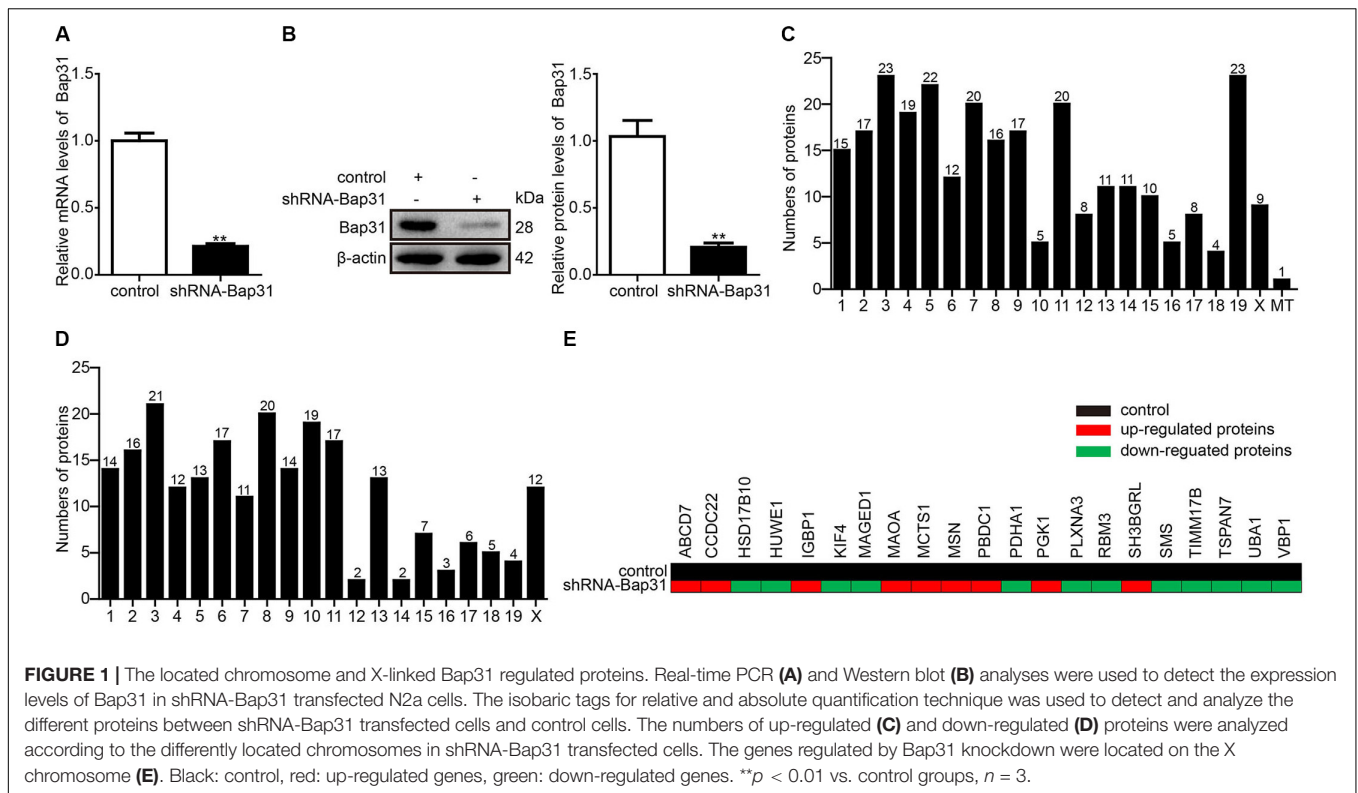 A
Relative mRNA levels of Bap31
1.5
1.0
0.5
0.0
**
control
shRNA-Bap31
B
control + -
shRNA-Bap31 - + kDa
Bap31 28
β-actin 42
Relative protein levels of Bap31
1.5
1.0
0.5
0.0
**
control
shRNA-Bap31
C
Numbers of proteins
25
20
15
10
5
0
15 17 23 19 22 12 20 16 17 5 20 8 11 11 10 5 8 4 23 9 1
1 2 3 4 5 6 7 8 9 10 11 12 13 14 15 16 17 18 19 X MT
D
Numbers of proteins
25
20
15
10
5
0
14 16 21 12 13 17 11 20 14 19 17 2 13 2 7 3 6 5 4 12
1 2 3 4 5 6 7 8 9 10 11 12 13 14 15 16 17 18 19 X
E
control
up-regulated proteins
down-reguated proteins
ABCD7
CCDC22
HSD17B10
HUWE1
IGBP1
KIF4
MAGED1
MAOA
MCTS1
MSN
PBDC1
PDHA1
PGK1
PLXNA3
RBM3
SH3BGRL
SMS
TIMM17B
TSPAN7
UBA1
VBP1
control
shRNA-Bap31
FIGURE 1 | The located chromosome and X-linked Bap31 regulated proteins. Real-time PCR (A) and Western blot (B) analyses were used to detect the expression
levels of Bap31 in shRNA-Bap31 transfected N2a cells. The isobaric tags for relative and absolute quantification technique was used to detect and analyze the
different proteins between shRNA-Bap31 transfected cells and control cells. The numbers of up-regulated (C) and down-regulated (D) proteins were analyzed
according to the differently located chromosomes in shRNA-Bap31 transfected cells. The genes regulated by Bap31 knockdown were located on the X
chromosome (E). Black: control, red: up-regulated genes, green: down-regulated genes. **p < 0.01 vs. control groups, n = 3.